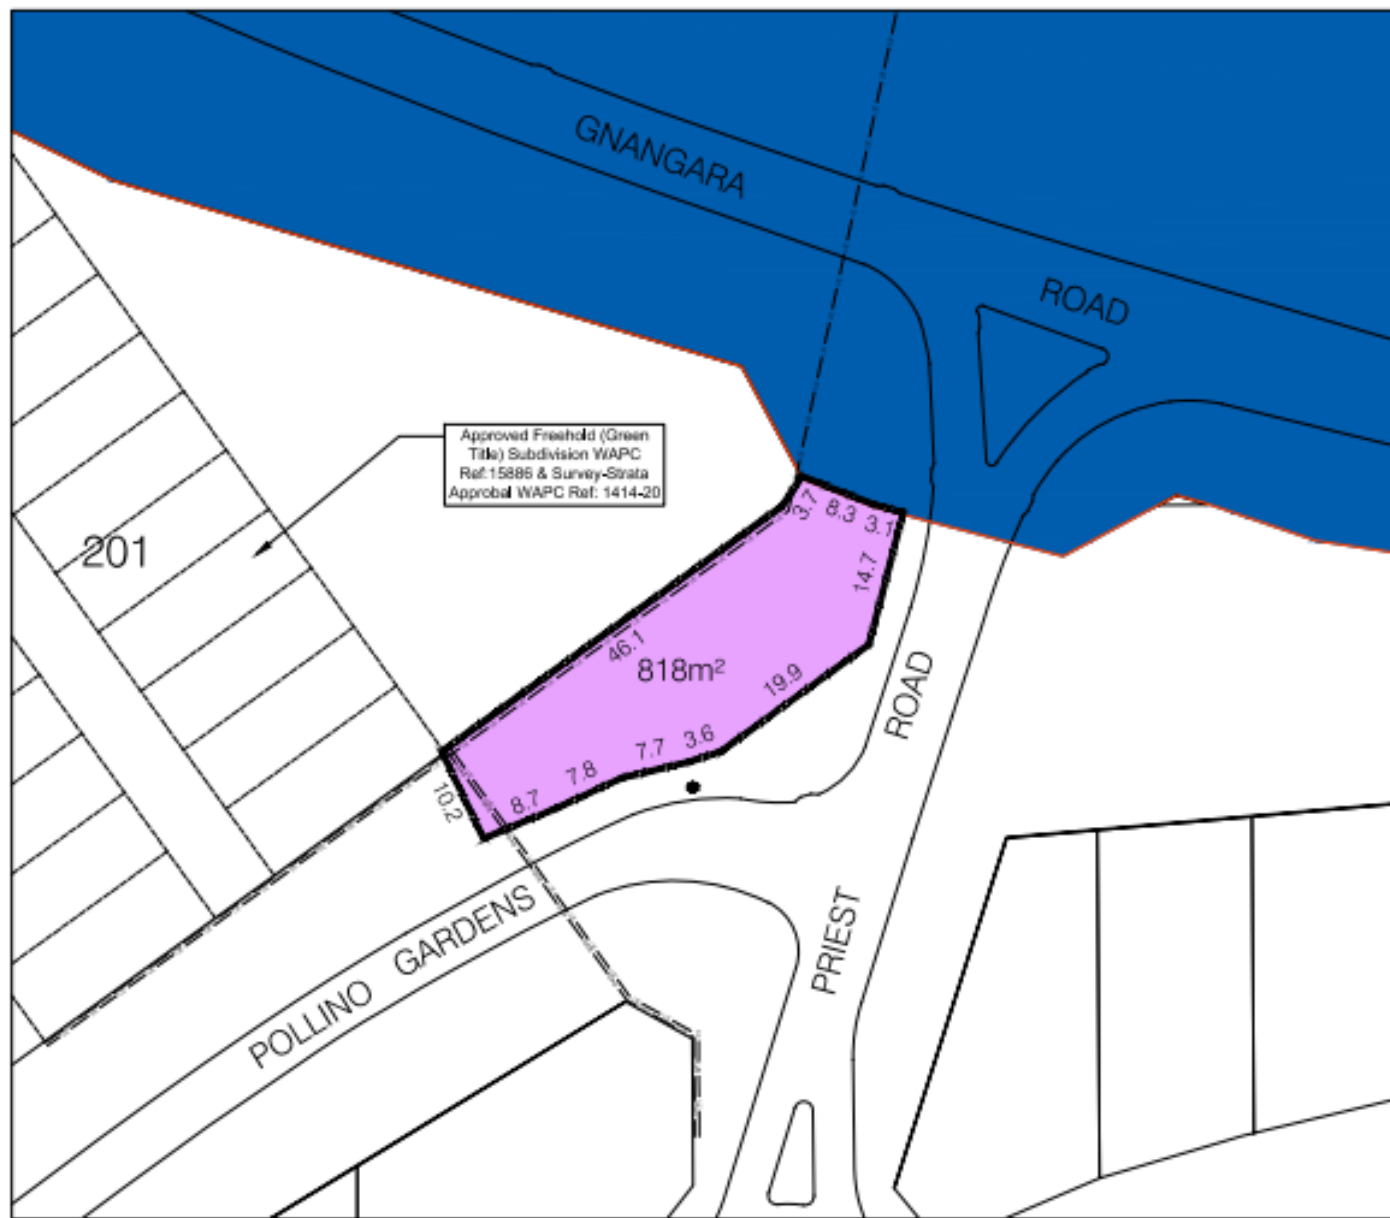 GNANGARA
ROAD
Approved Freehold (Green
Title) Subdivision WAPC
Ref:15886 & Survey-Strata
Approbal WAPC Ref: 1414-20
201
3.7
8.3
3.1
14.7
46.1
818m²
19.9
ROAD
3.6
7.7
7.8
8.7
10.2
POLLINO GARDENS
PRIEST